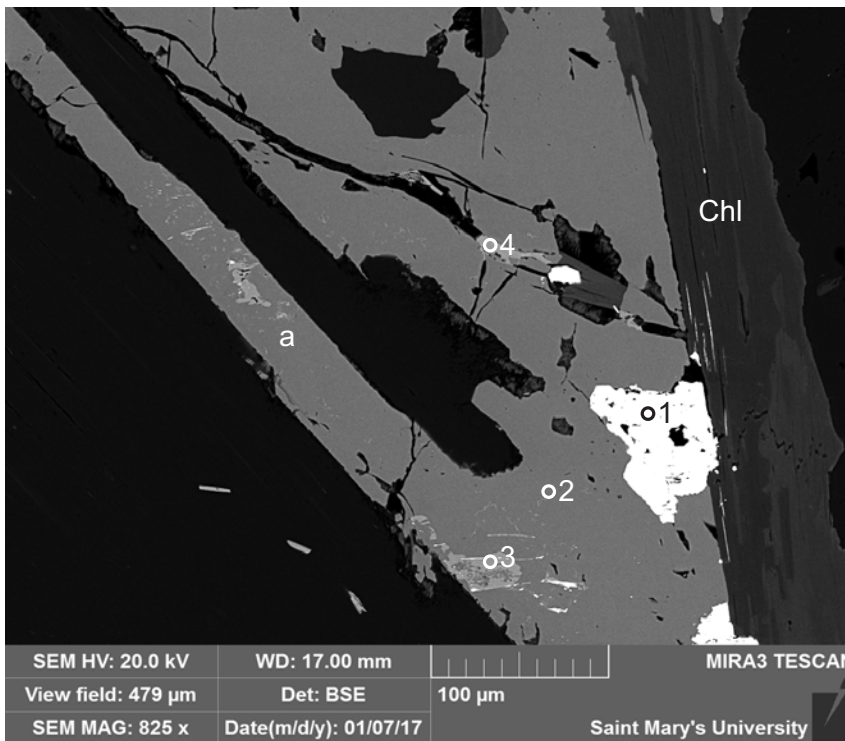 Chl
4
a
1
2
3
SEM HV: 20.0 kV WD: 17.00 mm MIRA3 TESCAN
View field: 479 µm Det: BSE 100 µm
SEM MAG: 825 x Date(m/d/y): 01/07/17 Saint Mary's University